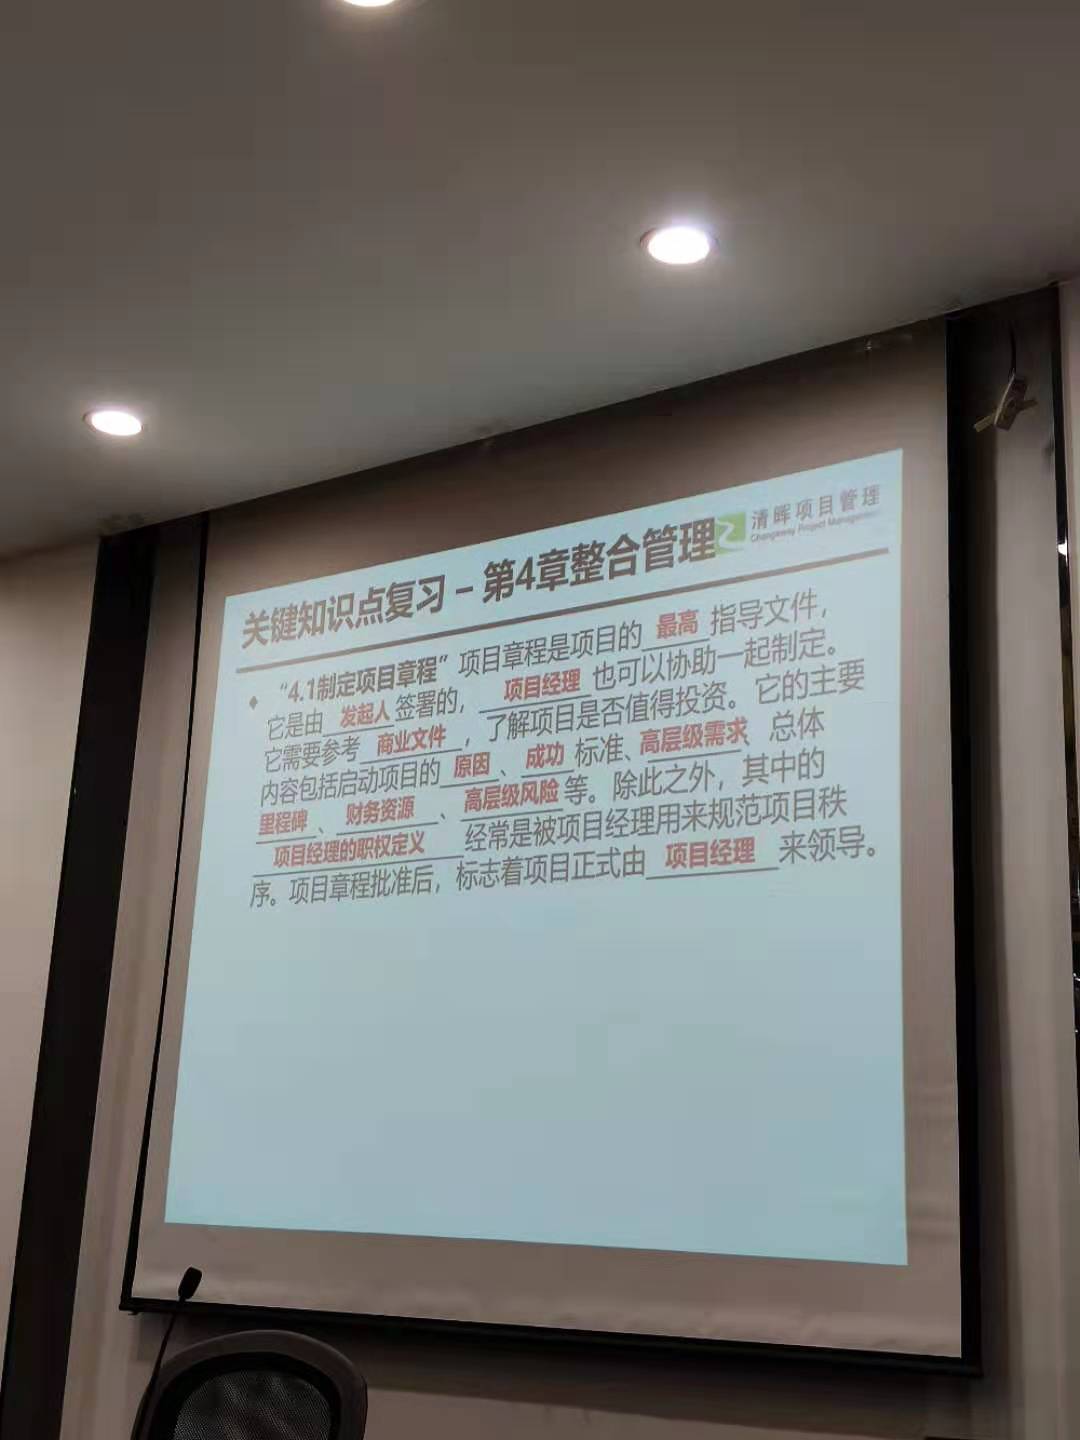 清晖项目管理
Changeway Project Management
关键知识点复习 – 第4章整合管理
“4.1制定项目章程”项目章程是项目的 最高 指导文件，
它是由 发起人 签署的， 项目经理 也可以协助一起制定。
它需要参考 商业文件 ，了解项目是否值得投资。它的主要
内容包括启动项目的 原因 、 成功 标准、高层级需求、总体
里程碑 、 财务资源 、 高层级风险 等。除此之外，其中的
项目经理的职权定义 经常是被项目经理用来规范项目秩
序。项目章程批准后，标志着项目正式由 项目经理 来领导。